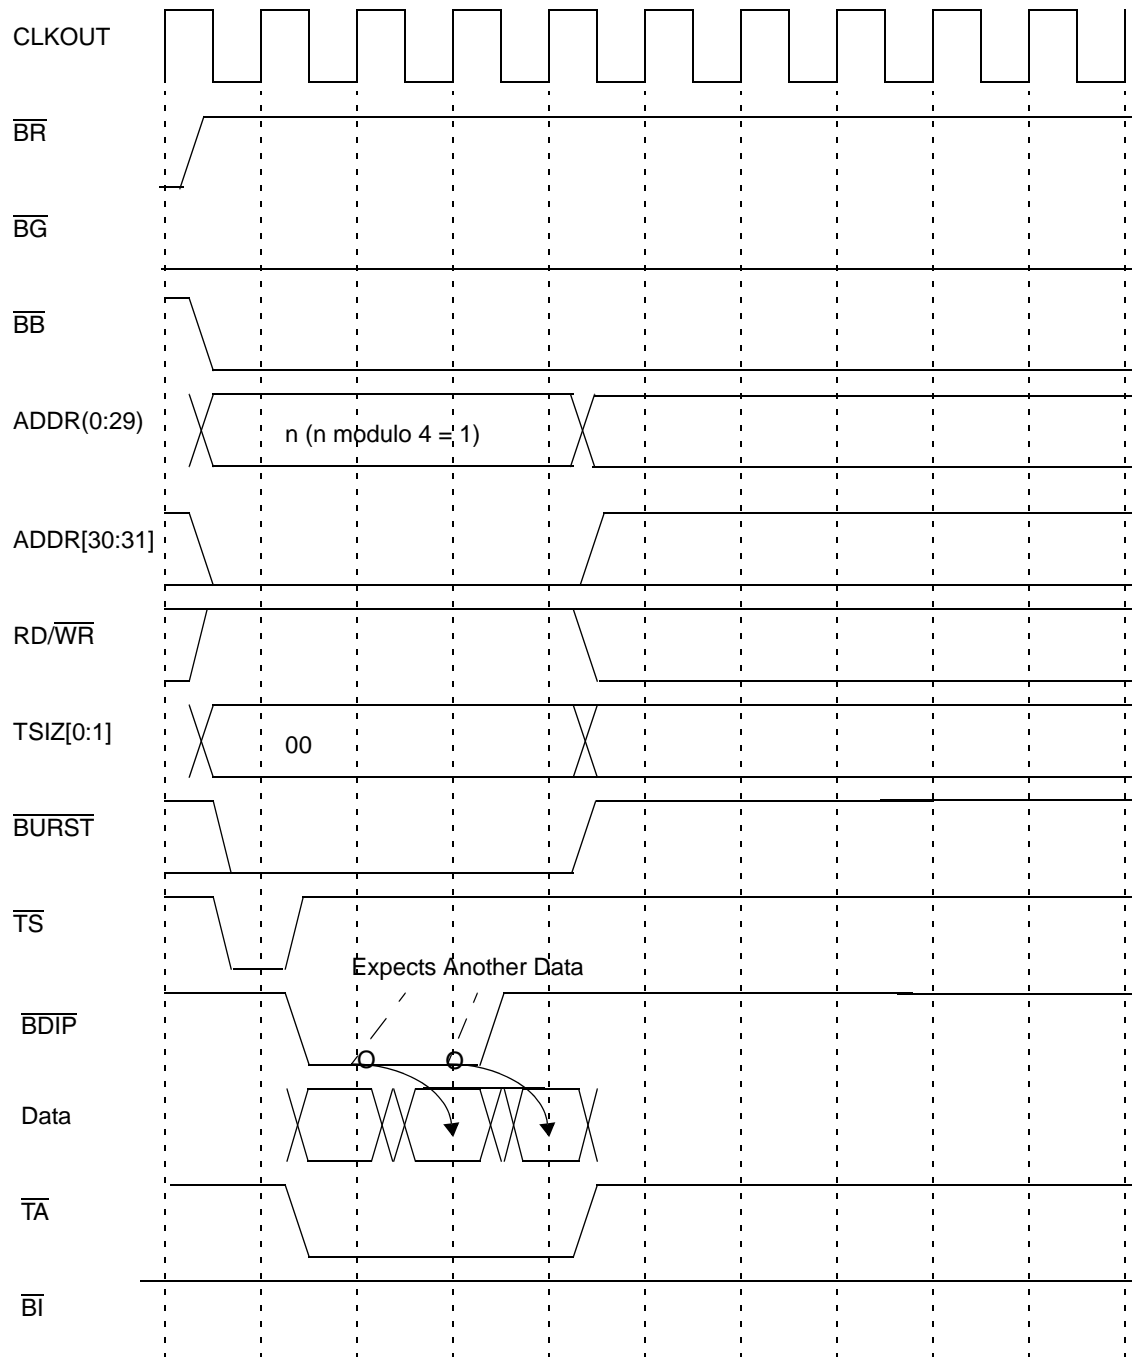 CLKOUT
BR
BG
BB
ADDR(0:29)
n (n modulo 4 = 1)
ADDR[30:31]
RD/WR
TSIZ[0:1]
00
BURST
TS
Expects Another Data
BDIP
Data
TA
BI